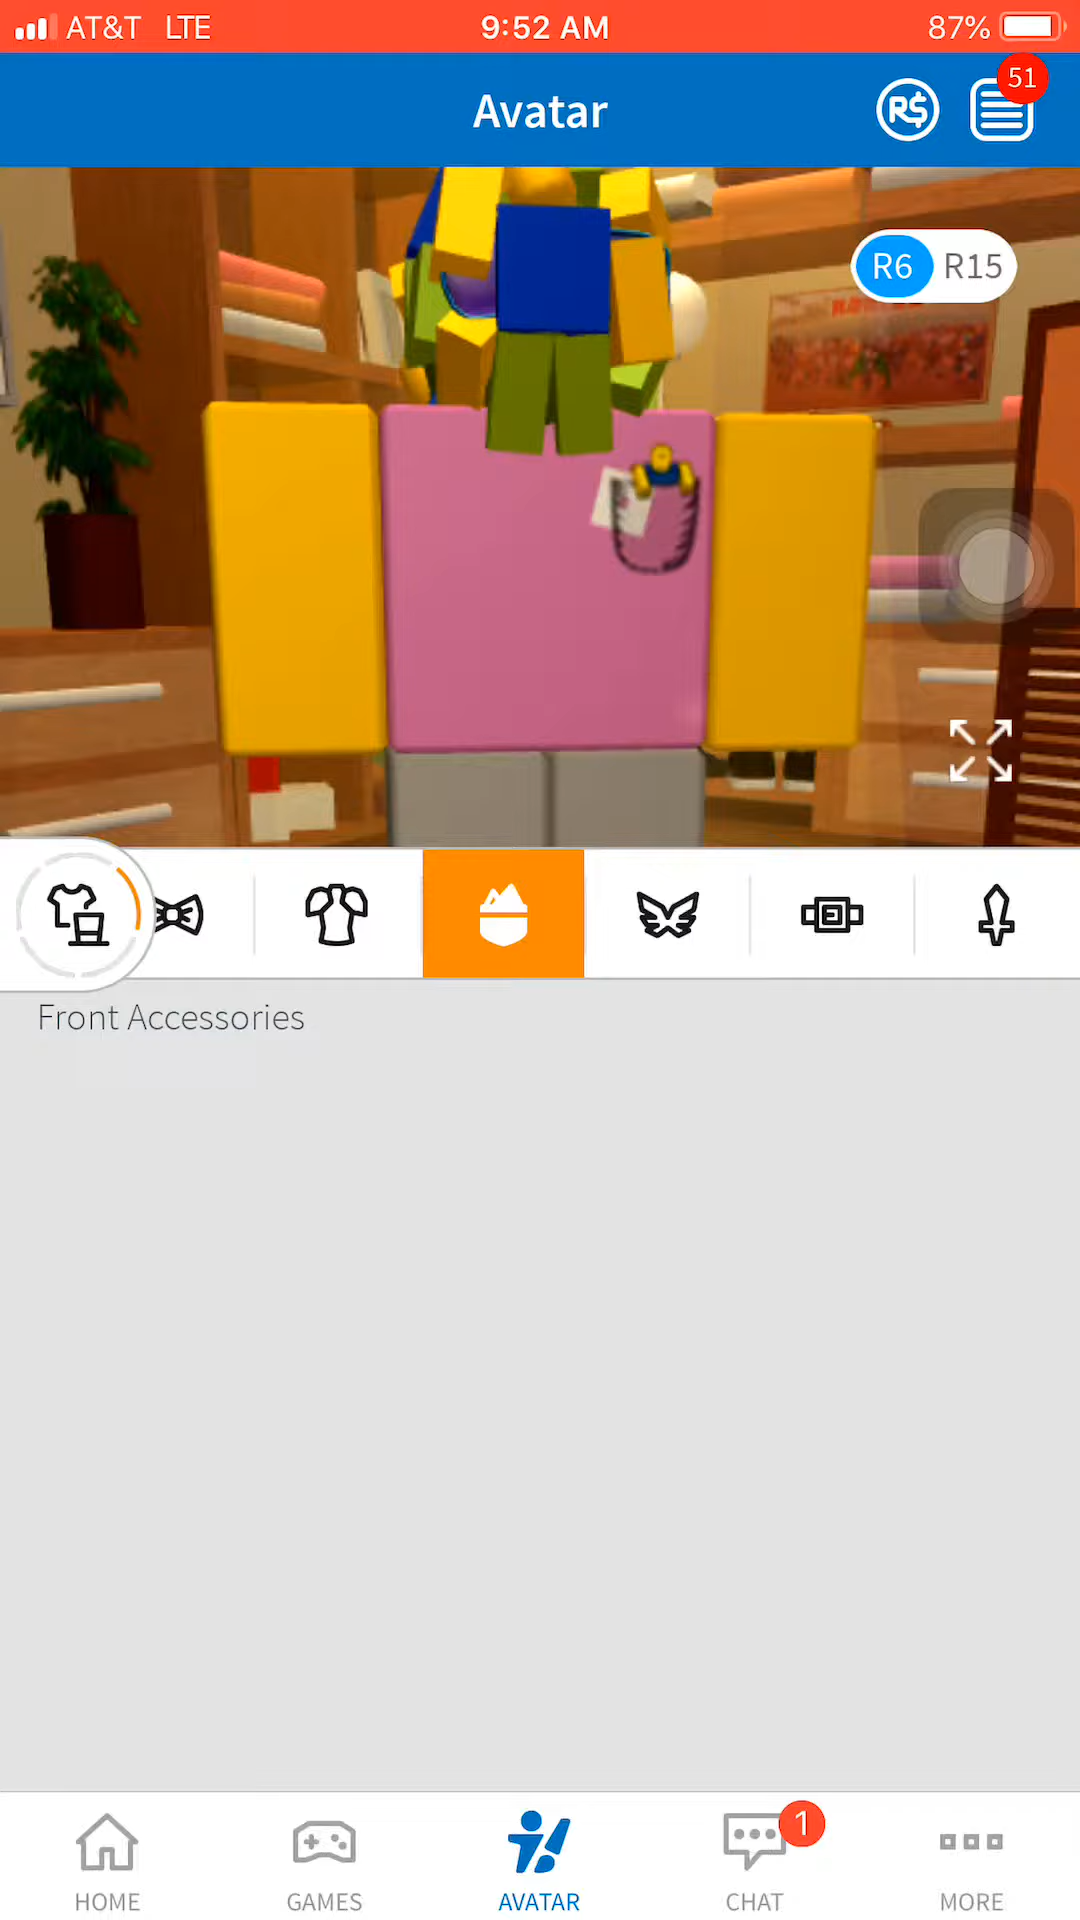 AT&T LTE 9:52 AM 87%
Avatar
R$
51
R6 R15
Front Accessories
1
HOME GAMES AVATAR CHAT MORE